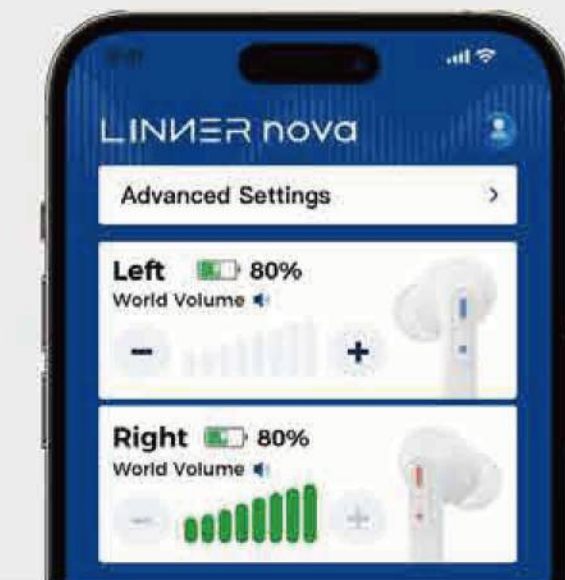 LINNER nova
Advanced Settings
Left 80%
World Volume
Right 80%
World Volume